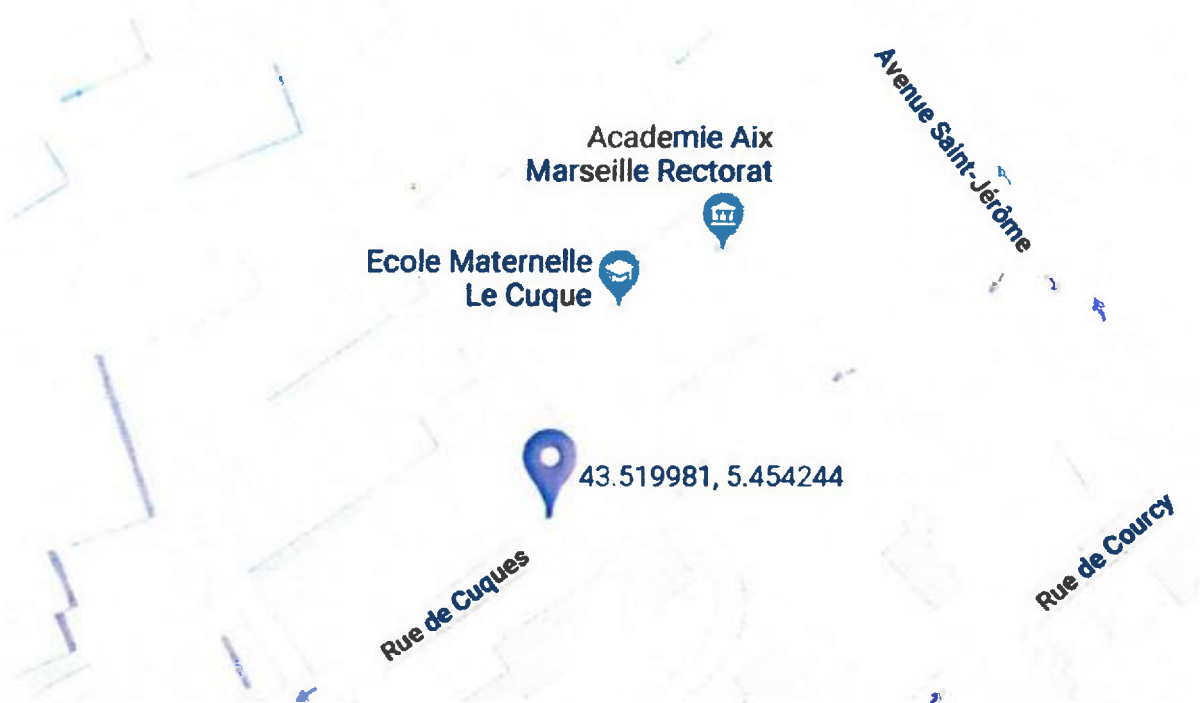 Avenue Saint-Jérôme
Academie Aix
Marseille Rectorat
Ecole Maternelle
Le Cuque
43.519981, 5.454244
Rue de Cuques
Rue de Courcy